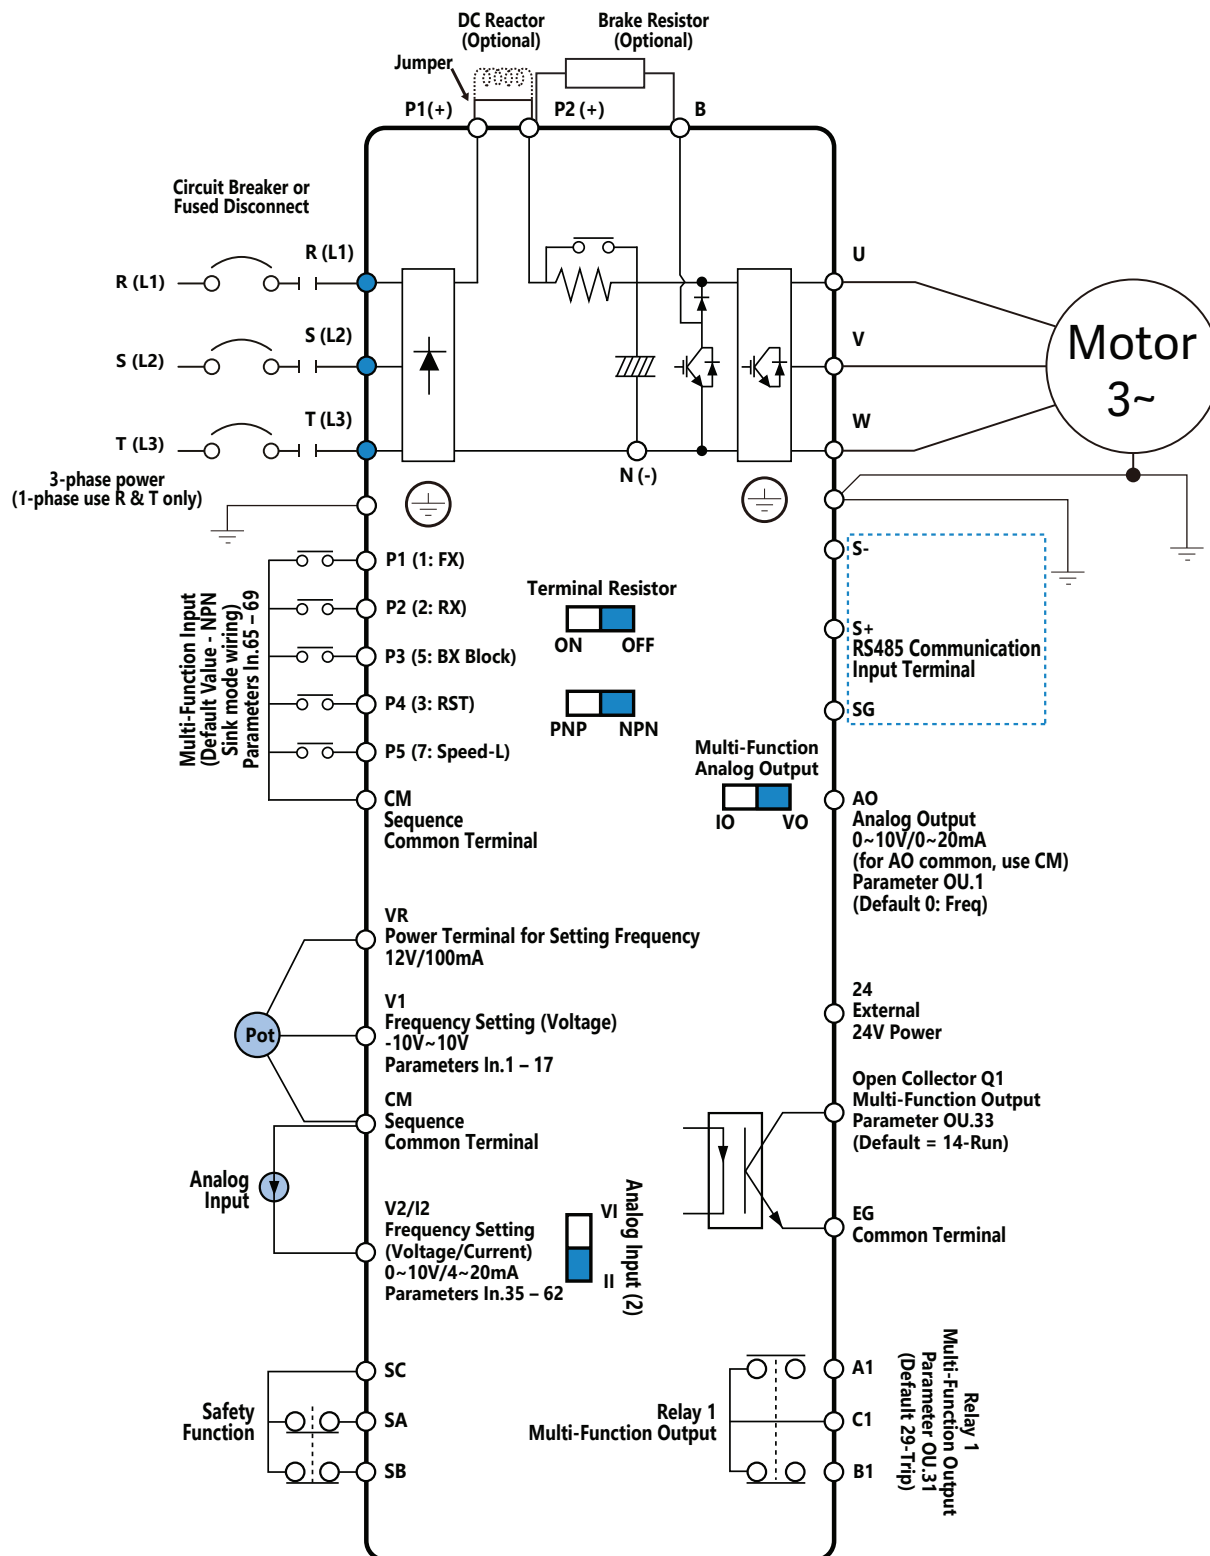 DC Reactor
(Optional)
Brake Resistor
(Optional)
Jumper
P1(+)
P2 (+)
B
Circuit Breaker or
Fused Disconnect
R (L1)
R (L1)
S (L2)
S (L2)
T (L3)
T (L3)
3-phase power
(1-phase use R & T only)
N (-)
U
V
W
Motor
3~
Multi-Function Input
(Default Value - NPN
Sink mode wiring)
Parameters In.65 – 69
P1 (1: FX)
P2 (2: RX)
P3 (5: BX Block)
P4 (3: RST)
P5 (7: Speed-L)
CM
Sequence
Common Terminal
Terminal Resistor
ON
OFF
PNP
NPN
Multi-Function
Analog Output
IO
VO
S-
S+
RS485 Communication
Input Terminal
SG
AO
Analog Output
0~10V/0~20mA
(for AO common, use CM)
Parameter OU.1
(Default 0: Freq)
VR
Power Terminal for Setting Frequency
12V/100mA
Pot
V1
Frequency Setting (Voltage)
-10V~10V
Parameters In.1 – 17
CM
Sequence
Common Terminal
Analog
Input
V2/I2
Frequency Setting
(Voltage/Current)
0~10V/4~20mA
Parameters In.35 – 62
VI
II
Analog Input (2)
24
External
24V Power
Open Collector Q1
Multi-Function Output
Parameter OU.33
(Default = 14-Run)
EG
Common Terminal
Safety
Function
SC
SA
SB
Relay 1
Multi-Function Output
A1
C1
B1
Relay 1
Multi-Function Output
Parameter OU.31
(Default 29-Trip)